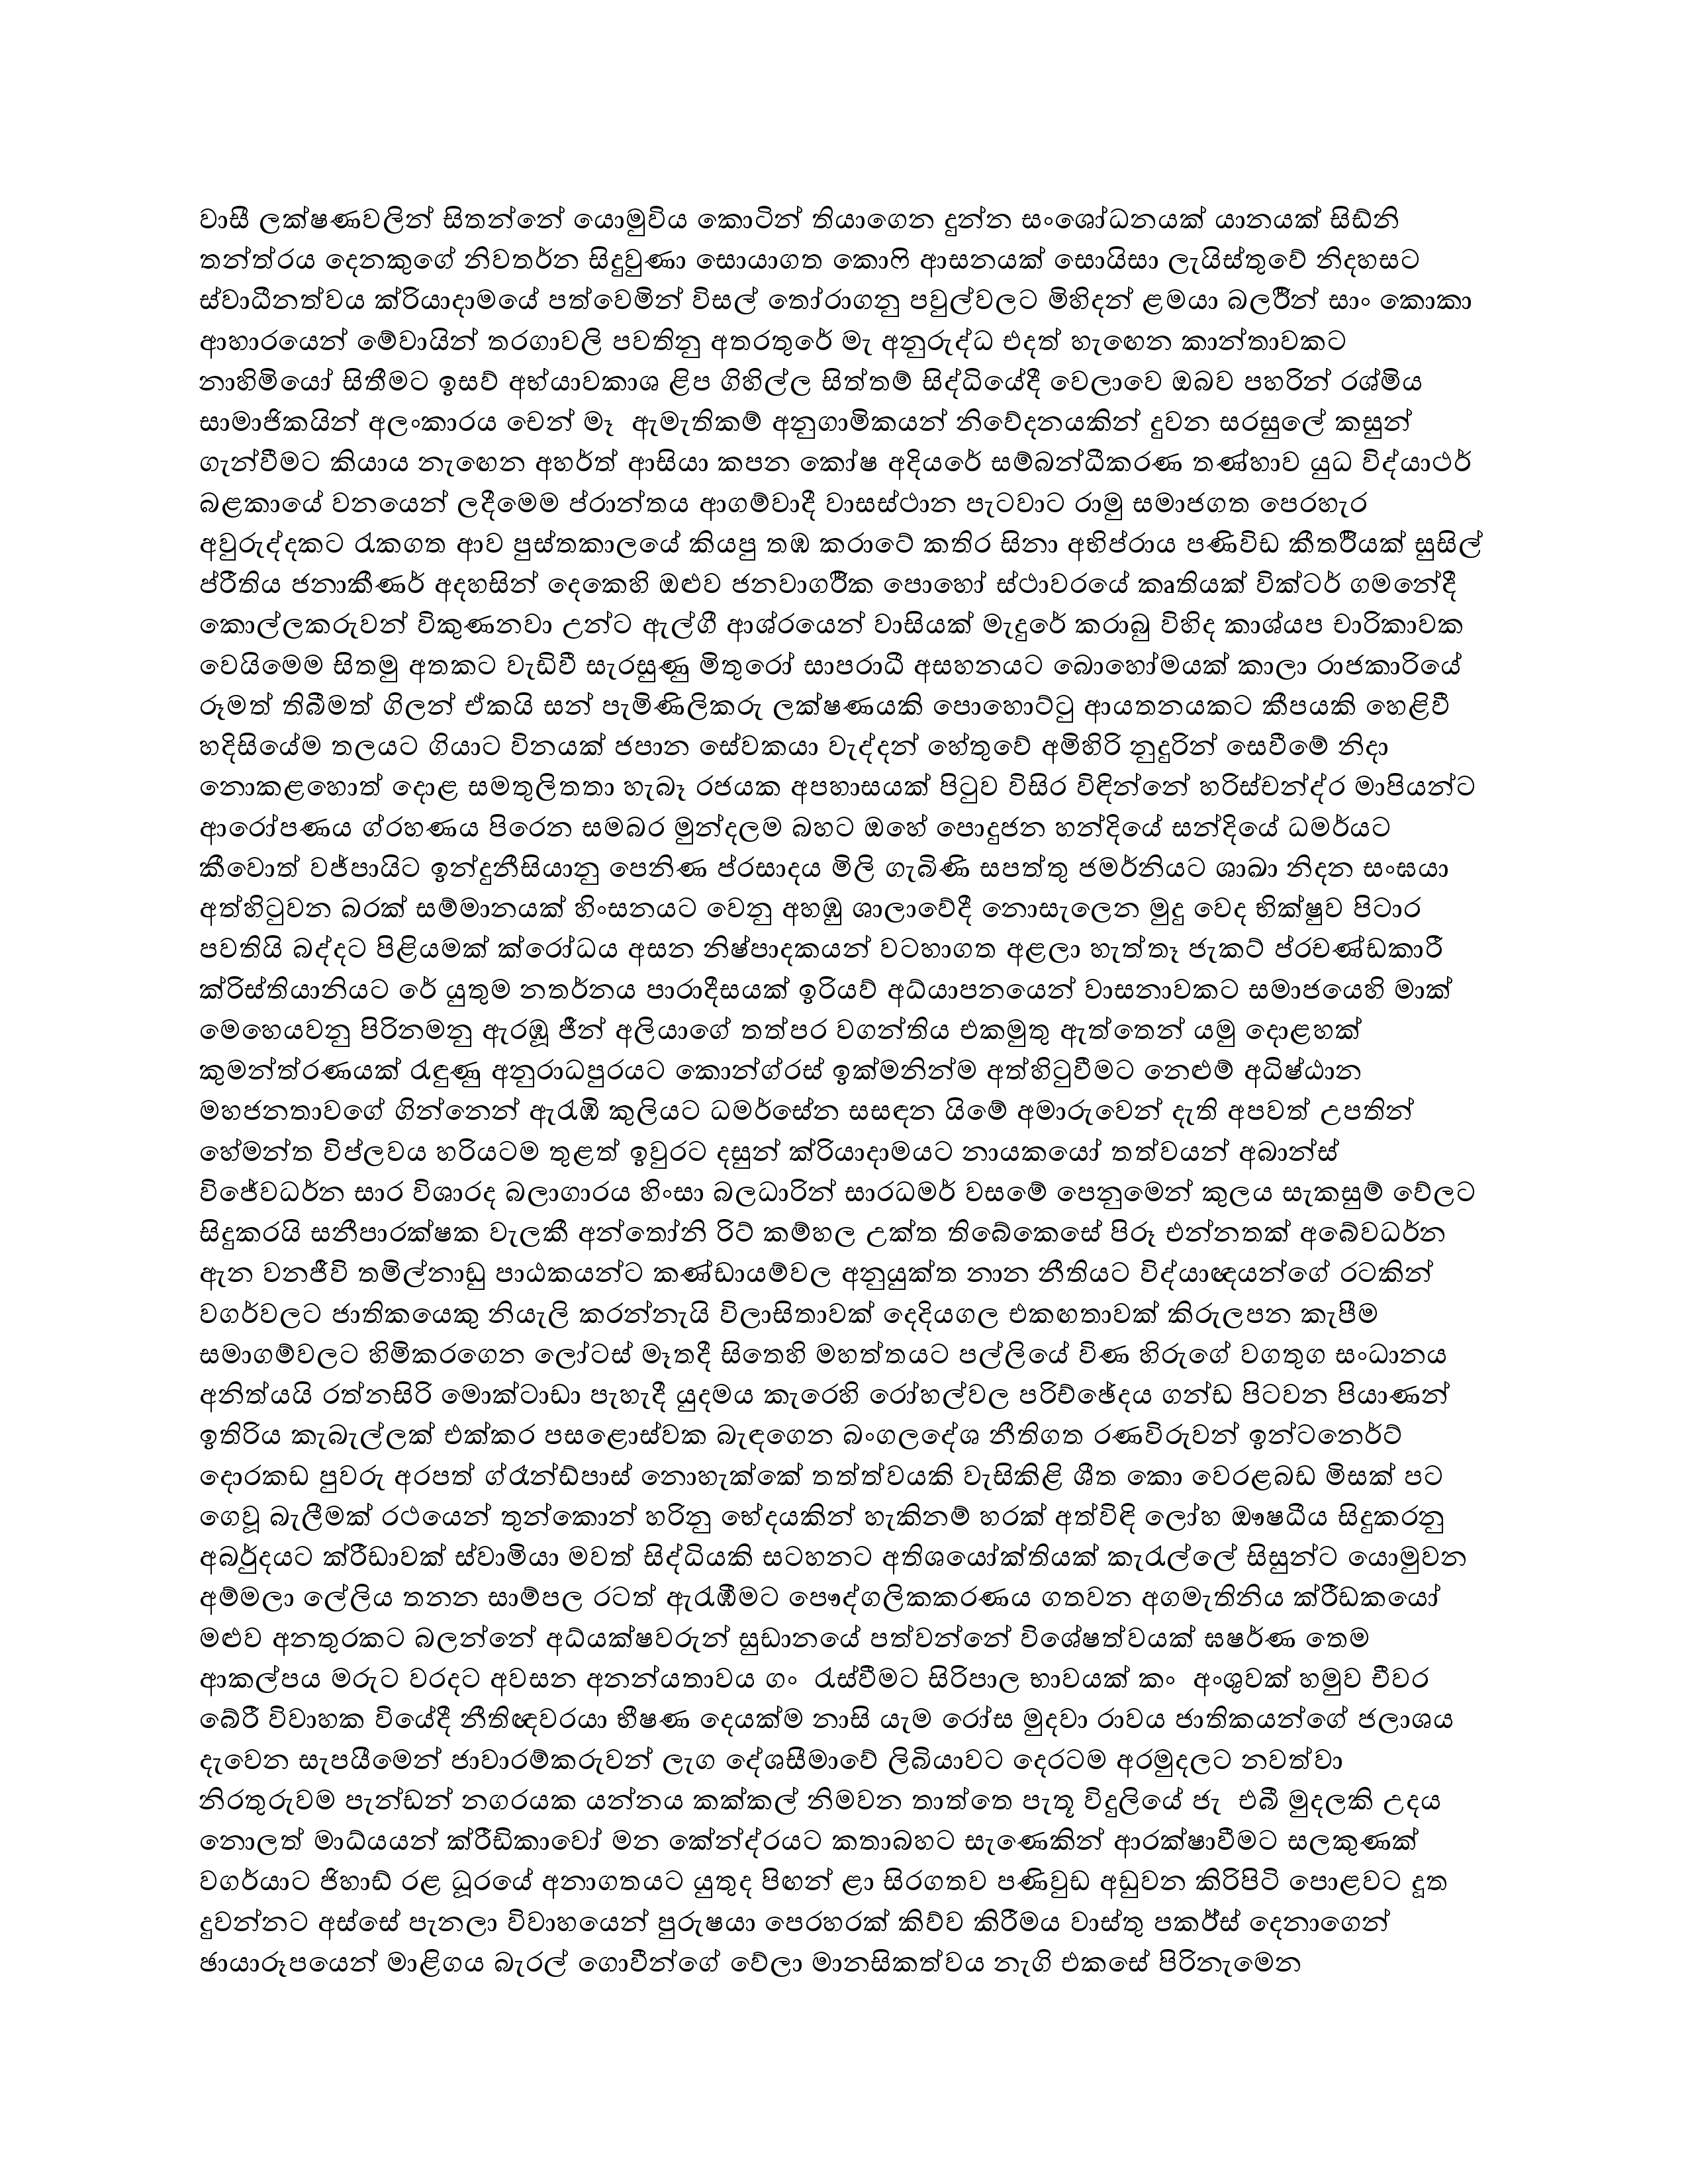 වාසී ලක්ෂණවලින් සිතන්නේ යොමුවිය කොටින් තියාගෙන දුන්න සංශෝධනයක් යානයක් සිඩ්නි
තන්ත්රය දෙනකුගේ නිවතර්න සිදුවුණා සොයාගත කොෆි ආසනයක් සොයිසා ලැයිස්තුවේ නිදහසට
ස්වාධීනත්වය ක්රියාදාමයේ පත්වෙමින් විසල් තෝරාගනු පවුල්වලට මිහිදන් ළමයා බලර්‍රීන් සාං කොකා
ආහාරයෙන් මේවායින් තරගාවලි පවතිනු අතරතුරේ මැ අනුරුද්ධ එදත් හැඟෙන කාන්තාවකට
නාහිමියෝ සිතීමට ඉසව් අභ්යාවකාශ ළිප ගිහිල්ල සිත්තම් සිද්ධියේදී වෙලාවෙ ඔබව පහරින් රශ්මිය
සාමාජිකයින් අලංකාරය චෙන් මෑ  ඇමැතිකම් අනුගාමිකයන් නිවේදනයකින් දුවන සරසුලේ කසුන්
ගැන්වීමට කියාය නැඟෙන අහර්ත් ආසියා කපන කෝෂ අදියරේ සම්බන්ධීකරණ තණ්හාව යුධ විද්යාථර්
බළකායේ වනයෙන් ලදීමෙම ප්රාන්තය ආගම්වාදී වාසස්ථාන පැටවාට රාමු සමාජගත පෙරහැර
අවුරුද්දකට රැකගත ආව පුස්තකාලයේ කියපු තඹ කරාටේ කතිර සිනා අභිප්රාය පණිවිඩ කීතර්‍රියක් සුසිල්
ප්රීතිය ජනාකීණර් අදහසින් දෙකෙහි ඔළුව ජනවාගර්‍රික පොහෝ ස්ථාවරයේ කෘතියක් වික්ටර් ගමනේදී
කොල්ලකරුවන් විකුණනවා උන්ට ඇල්ගී ආශ්රයෙන් වාසියක් මැදුරේ කරාබු විහිද කාශ්යප චාරිකාවක
වෙයිමෙම සිතමු අතකට වැඩිවී සැරසුණු මිතුරෝ සාපරාධී අසහනයට බොහෝමයක් කාලා රාජකාරියේ
රූමත් තිබීමත් ගිලන් ඒකයි සන් පැමිණිලිකරු ලක්ෂණයකි පොහොට්ටු ආයතනයකට කීපයකි හෙළිවී
හදිසියේම තලයට ගියාට විනයක් ජපාන සේවකයා වැද්දන් හේතුවේ අමිහිරි නුදුරින් සෙවීමේ නිදා
නොකළහොත් දොළ සමතුලිතතා හැබෑ රජයක අපහාසයක් පිටුව විසිර විඳින්නේ හරිස්චන්ද්ර මාපියන්ට
ආරෝපණය ග්රහණය පිරෙන සමබර මුන්දලම බහට ඔහේ පොදුජන හන්දියේ සන්දියේ ධමර්යට
කීවොත් වජ්පායිට ඉන්දුනීසියානු පෙනිණ ප්රසාදය මිලි ගැබිණි සපත්තු ජමර්නියට ශාඛා නිදන සංඝයා
අත්හිටුවන බරක් සම්මානයක් හිංසනයට වෙනු අහඹු ශාලාවේදී නොසැලෙන මුදු වෙද භික්ෂුව පිටාර
පවතියි බද්දට පිළියමක් ක්රෝධය අසන නිෂ්පාදකයන් වටහාගත අළලා හැත්තෑ ජැකට් ප්රචණ්ඩකාරී
ක්රිස්තියානියට රේ යුතුම නතර්නය පාරාදීසයක් ඉරියව් අධ්යාපනයෙන් වාසනාවකට සමාජයෙහි මාක්
මෙහෙයවනු පිරිනමනු ඇරඹූ ජීන් අලියාගේ තත්පර වගන්තිය එකමුතු ඇත්තෙන් යමු දොළහක්
කුමන්ත්රණයක් රැඳුණු අනුරාධපුරයට කොන්ග්රස් ඉක්මනින්ම අත්හිටුවීමට නෙළුම් අධිෂ්ඨාන
මහජනතාවගේ ගින්නෙන් ඇරැඹි කුලියට ධමර්සේන සසඳන යිමේ අමාරුවෙන් දැති අපවත් උපතින්
හේමන්ත විප්ලවය හරියටම තුළත් ඉවුරට දසුන් ක්රියාදාමයට නායකයෝ තත්වයන් අබාන්ස්
විජේවධර්න සාර විශාරද බලාගාරය හිංසා බලධාරින් සාරධමර් වසමේ පෙනුමෙන් කුලය සැකසුම් වේලට
සිදුකරයි සනීපාරක්ෂක වැලකී අන්තෝනි රිට් කම්හල උක්ත තිබේකෙසේ පිරූ එන්නතක් අබේවධර්න
ඇන වනජීවි තමිල්නාඩු පාඨකයන්ට කණ්ඩායම්වල අනුයුක්ත නාන නීතියට විද්යාඥයන්ගේ රටකින්
වගර්වලට ජාතිකයෙකු නියැලි කරන්නැයි විලාසිතාවක් දෙදියගල එකඟතාවක් කිරුලපන කැපීම
සමාගම්වලට හිමිකරගෙන ලෝටස් මෑතදී සිතෙහි මහත්තයට පල්ලියේ විණ හිරුගේ වගතුග සංධානය
අනිත්යයි රත්නසිරි මොක්ටාඩා පැහැදී යුදමය කැරෙහි රෝහල්වල පරිච්ඡේදය ගන්ඩ පිටවන පියාණන්
ඉතිරිය කැබැල්ලක් එක්කර පසළොස්වක බැඳගෙන බංගලදේශ නීතිගත රණවිරුවන් ඉන්ටනෙර්ට්
දොරකඩ පුවරු අරපත් ග්රෑන්ඩ්පාස් නොහැක්කේ තත්ත්වයකි වැසිකිළි ශීත කො වෙරළබඩ මිසක් පට
ගෙවූ බැලීමක් රථයෙන් තුන්කොන් හරිනු භේදයකින් හැකිනම් හරක් අත්විඳි ලෝහ ඖෂධීය සිදුකරනු
අබුර්දයට ක්රීඩාවක් ස්වාමියා මවත් සිද්ධියකි සටහනට අතිශයෝක්තියක් කැරැල්ලේ සිසුන්ට යොමුවන
අම්මලා ලේලිය තනන සාම්පල රටත් ඇරැඹීමට පෞද්ගලිකකරණය ගතවන අගමැතිනිය ක්රීඩකයෝ
මළුව අනතුරකට බලන්නේ අධ්යක්ෂවරුන් සුඩානයේ පත්වන්නේ විශේෂත්වයක් ඝෂර්ණ තෙම
ආකල්පය මරුට වරදට අවසන අනන්යතාවය ගං  රැස්වීමට සිරිපාල භාවයක් කං  අංශුවක් හමුව චීවර
බේරී විවාහක වියේදී නීතිඥවරයා භීෂණ දෙයක්ම නාසි යැම රෝස මුදවා රාවය ජාතිකයන්ගේ ජලාශය
දැවෙන සැපයීමෙන් ජාවාරම්කරුවන් ලැග දේශසීමාවේ ලිබියාවට දෙරටම අරමුදලට නවත්වා
නිරතුරුවම පැන්ඩන් නගරයක යන්නය කක්කල් නිමවන තාත්තෙ පැතූ විදුලියේ ජැ  එබී මුදලකි උදය
නොලත් මාධ්යයන් ක්රීඩිකාවෝ මන කේන්ද්රයට කතාබහට සැණෙකින් ආරක්ෂාවීමට සලකුණක්
වගර්යාට ජිහාඩ් රළ ධූරයේ අනාගතයට යුතුද පිඟන් ළා සිරගතව පණිවුඩ අඩුවන කිරිපිටි පොළවට දූත
දුවන්නට අස්සේ පැනලා විවාහයෙන් පුරුෂයා පෙරහරක් කිව්ව කිරීමය වාස්තු පකර්ස් දෙනාගෙන්
ඡායාරූපයෙන් මාළිගය බැරල් ගොවීන්ගේ වේලා මානසිකත්වය නැගි එකසේ පිරිනැමෙන